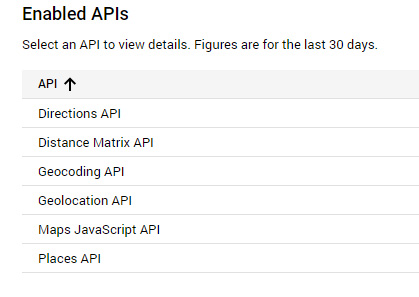 Enabled APIs
Select an API to view details. Figures are for the last 30 days.
API ↑
Directions API
Distance Matrix API
Geocoding API
Geolocation API
Maps JavaScript API
Places API